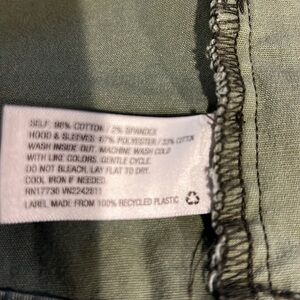 SELF: 98% COTTON / 2% SPANDEX
HOOD & SLEEVES: 67% POLYESTER / 33% COTTON
WASH INSIDE OUT. MACHINE WASH COLD
WITH LIKE COLORS. GENTLE CYCLE.
DO NOT BLEACH. LAY FLAT TO DRY.
COOL IRON IF NEEDED.
RN17730 VN2242811
LABEL MADE FROM 100% RECYCLED PLASTIC